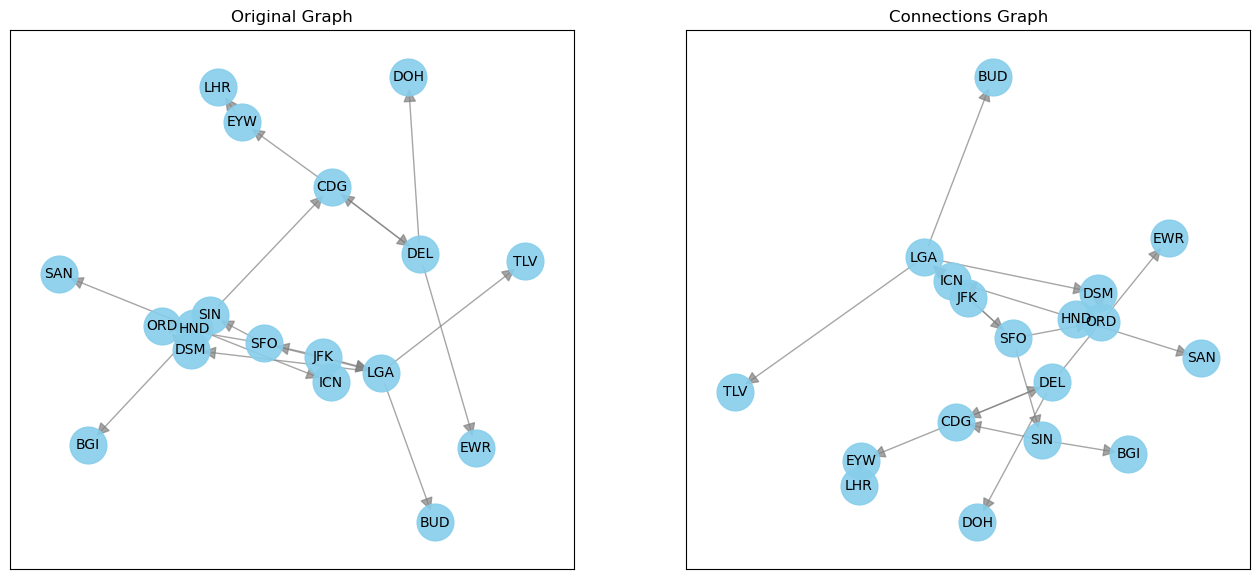 Original Graph
LHR
DOH
EYW
CDG
DEL
TLV
SAN
SIN
ORD
HND
DSM
SFO
JFK
ICN
LGA
BGI
EWR
BUD
Connections Graph
BUD
EWR
LGA
ICN
JFK
DSM
HND
ORD
SFO
SAN
DEL
TLV
CDG
SIN
BGI
EYW
LHR
DOH